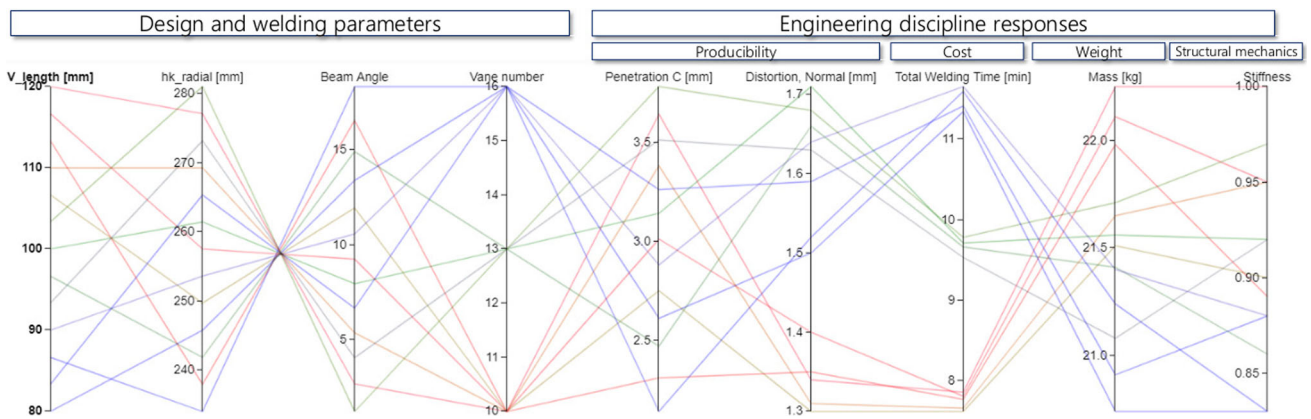 Design and welding parameters
Engineering discipline responses
Producibility
Cost
Weight
Structural mechanics
V_length [mm]
hk_radial [mm]
Beam Angle
Vane number
Penetration C [mm]
Distortion, Normal [mm]
Total Welding Time [min]
Mass [kg]
Stiffness
120
110
100
90
80
280
270
260
250
240
15
10
5
16
15
14
13
12
11
10
3.5
3.0
2.5
1.7
1.6
1.5
1.4
1.3
11
10
9
8
22.0
21.5
21.0
1.00
0.95
0.90
0.85